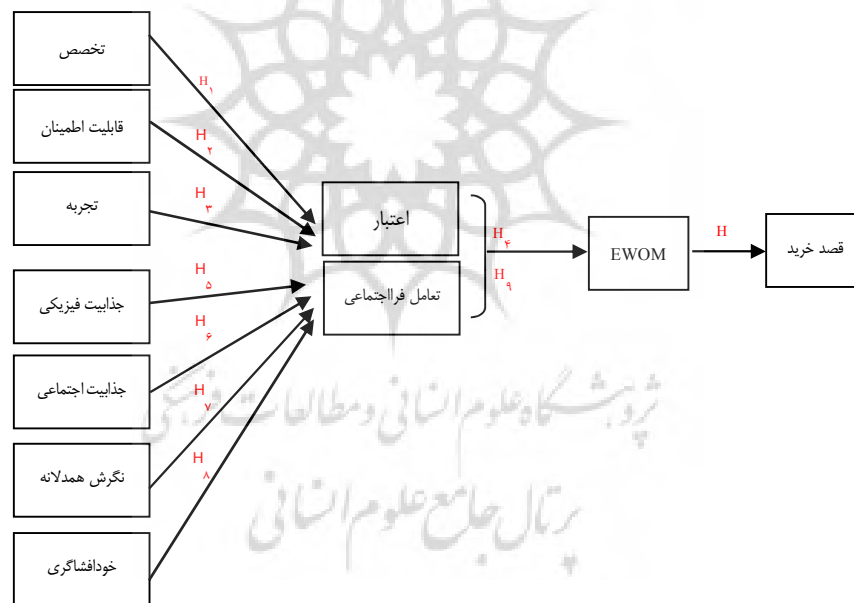 تخصص
H۱
قابلیت اطمینان
H۲
تجربه
H۳
اعتبار
جذابیت فیزیکی
H۵
تعامل فرااجتماعی
H۴
H۹
EWOM
H
قصد خرید
جذابیت اجتماعی
H۶
نگرش همدلانه
H۷
خودافشاگری
H۸
پژوهشگاه علوم انسانی و مطالعات فرهنگی
پرتال جامع علوم انسانی